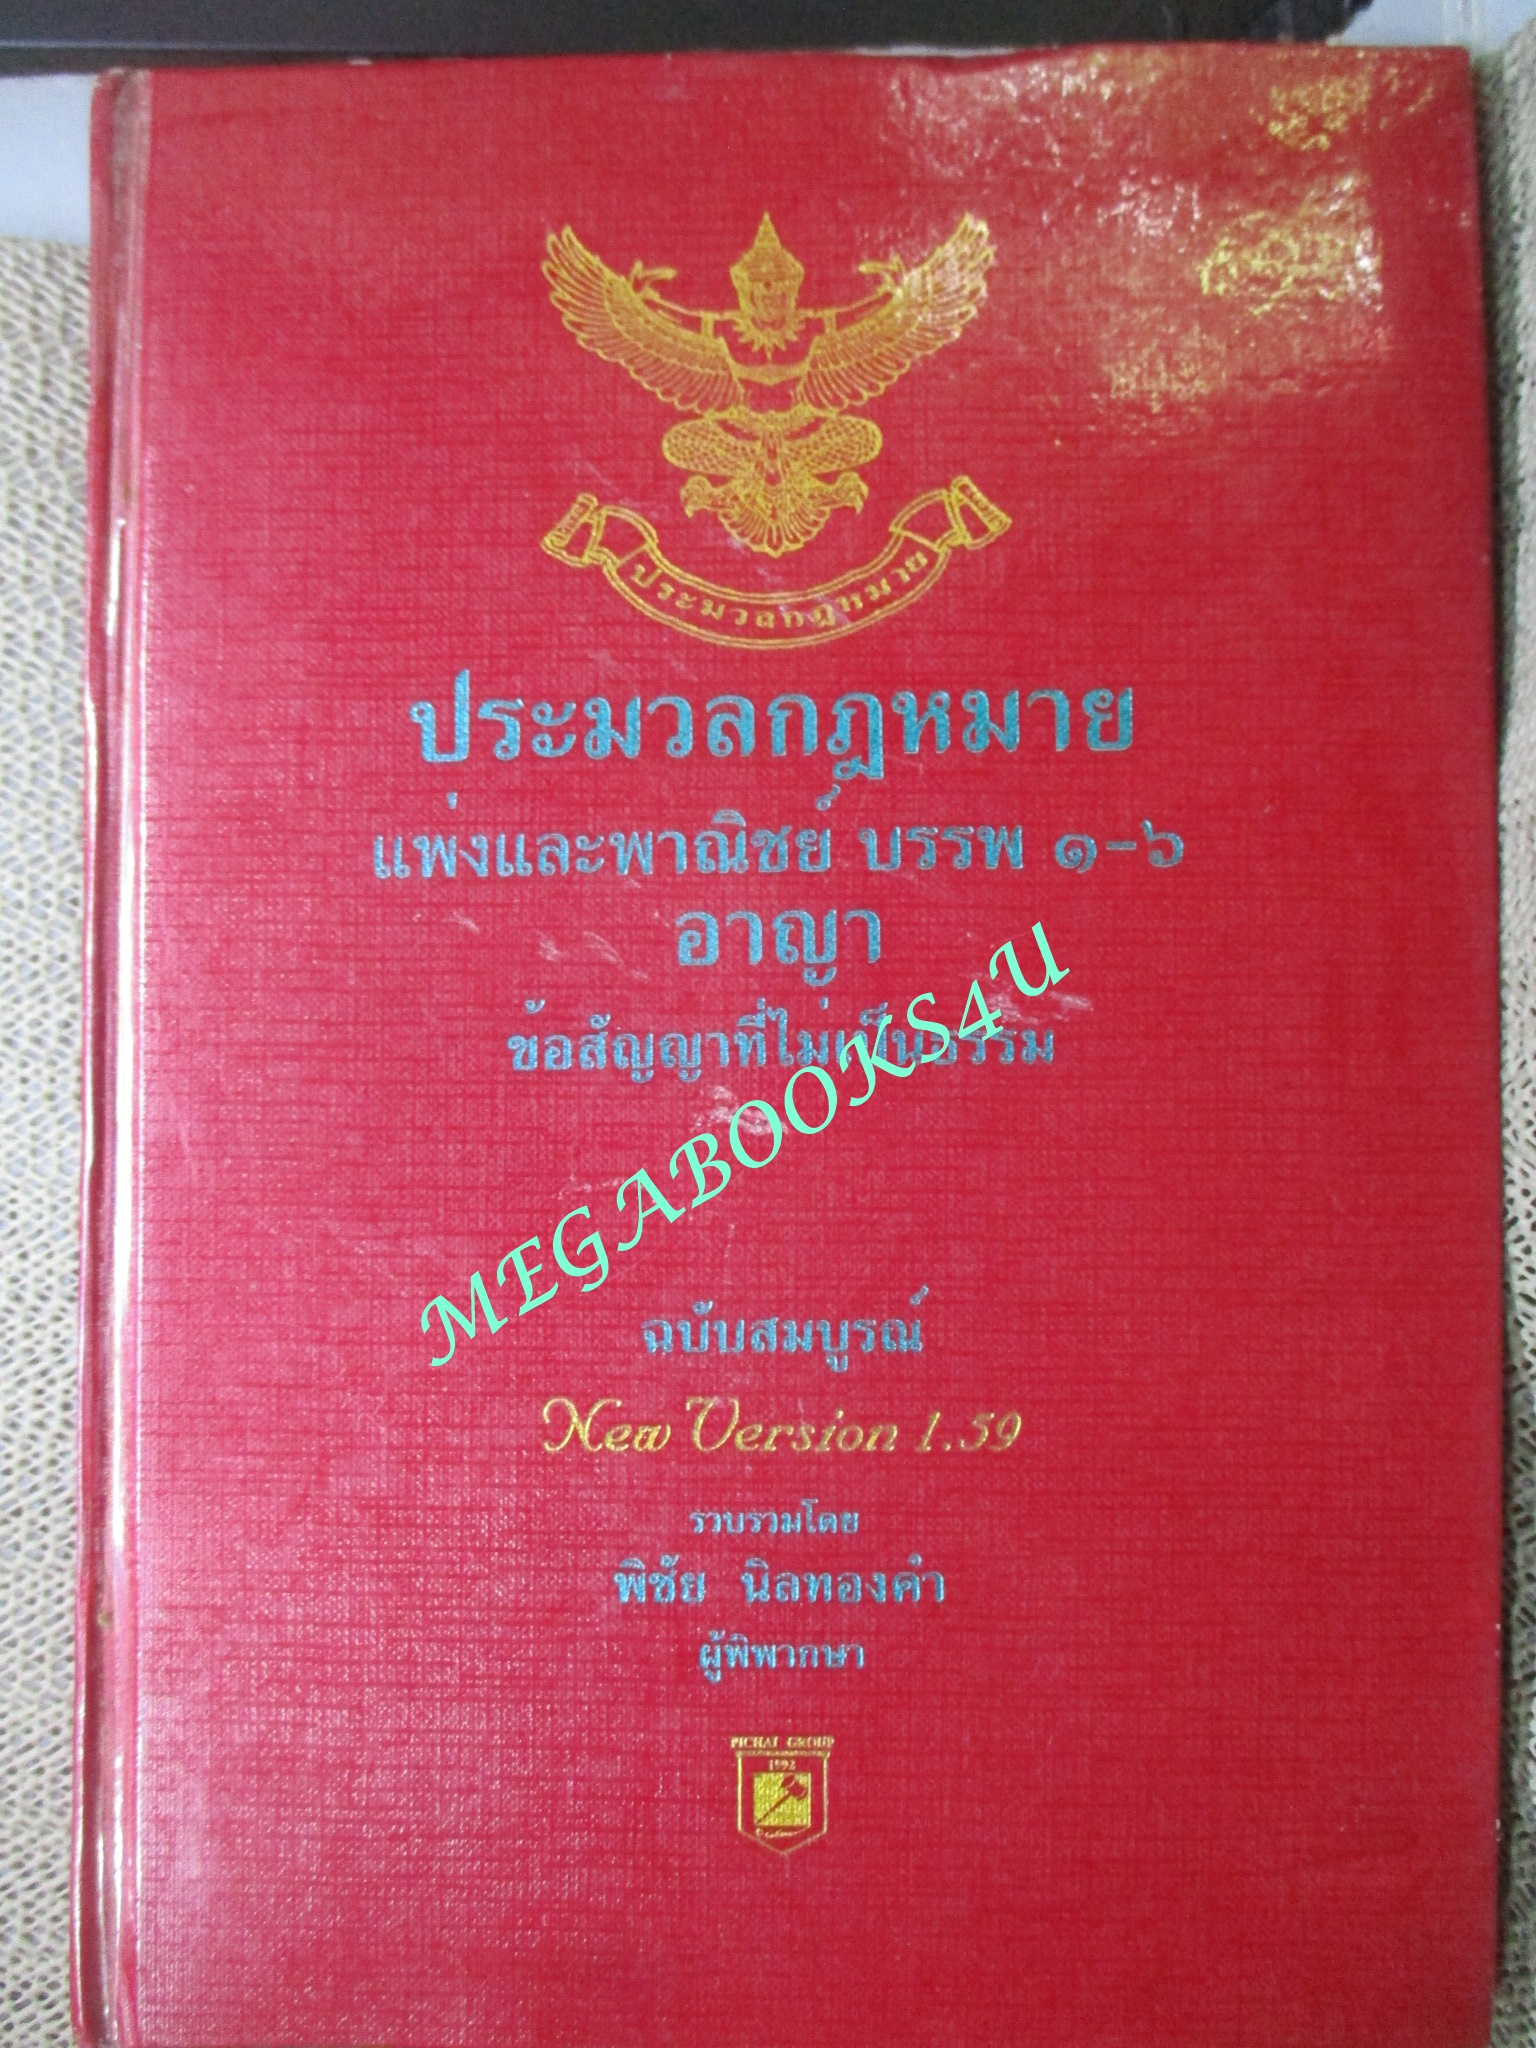 ประมวลกฎหมาย
ประมวลกฎหมาย
แพ่งและพาณิชย์ บรรพ ๑-๖
อาญา
ข้อสัญญาที่ไม่เป็นธรรม
MEGABOOKS4U
ฉบับสมบูรณ์
New Version 1.59
รวบรวมโดย
พิชัย นิลทองคำ
ผู้พิพากษา
PICHAI GROUP
1992